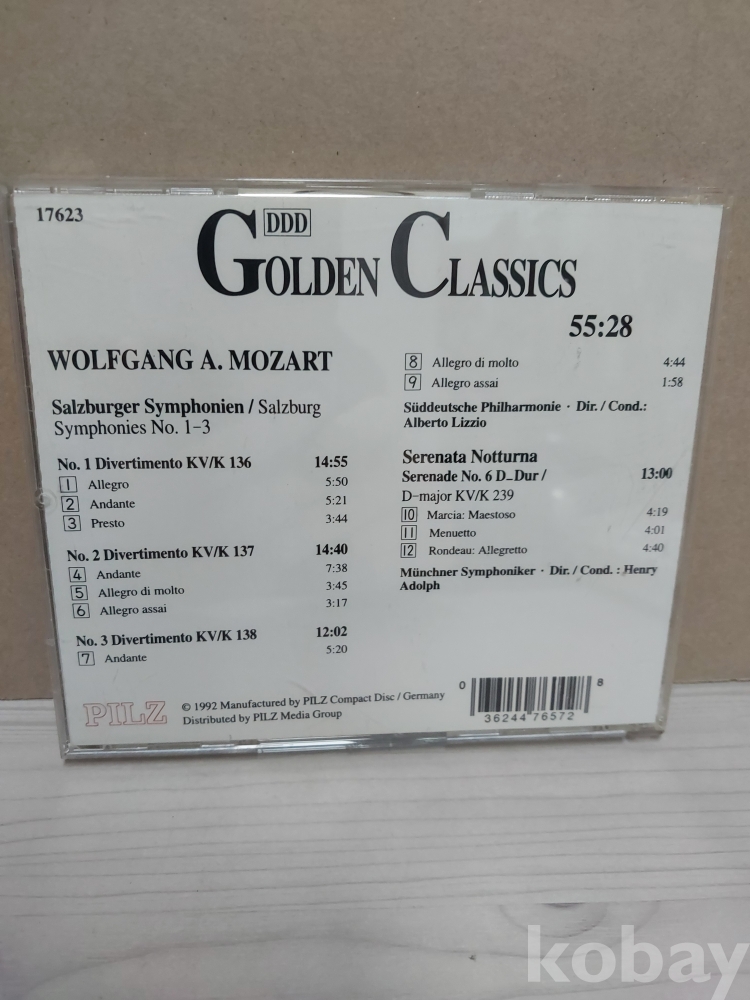 17623
DDD
GOLDEN CLASSICS
55:28
WOLFGANG A. MOZART
Salzburger Symphonien / Salzburg
Symphonies No. 1-3
No. 1 Divertimento KV/K 136 14:55
1 Allegro 5:50
2 Andante 5:21
3 Presto 3:44
No. 2 Divertimento KV/K 137 14:40
4 Andante 7:38
5 Allegro di molto 3:45
6 Allegro assai 3:17
No. 3 Divertimento KV/K 138 12:02
7 Andante 5:20
8 Allegro di molto 4:44
9 Allegro assai 1:58
Süddeutsche Philharmonie · Dir. / Cond.:
Alberto Lizzio
Serenata Notturna
Serenade No. 6 D-Dur / 13:00
D-major KV/K 239
10 Marcia: Maestoso 4:19
11 Menuetto 4:01
12 Rondeau: Allegretto 4:40
Münchner Symphoniker · Dir. / Cond. : Henry
Adolph
PILZ
© 1992 Manufactured by PILZ Compact Disc / Germany
Distributed by PILZ Media Group
0 36244 76572 8
kobay